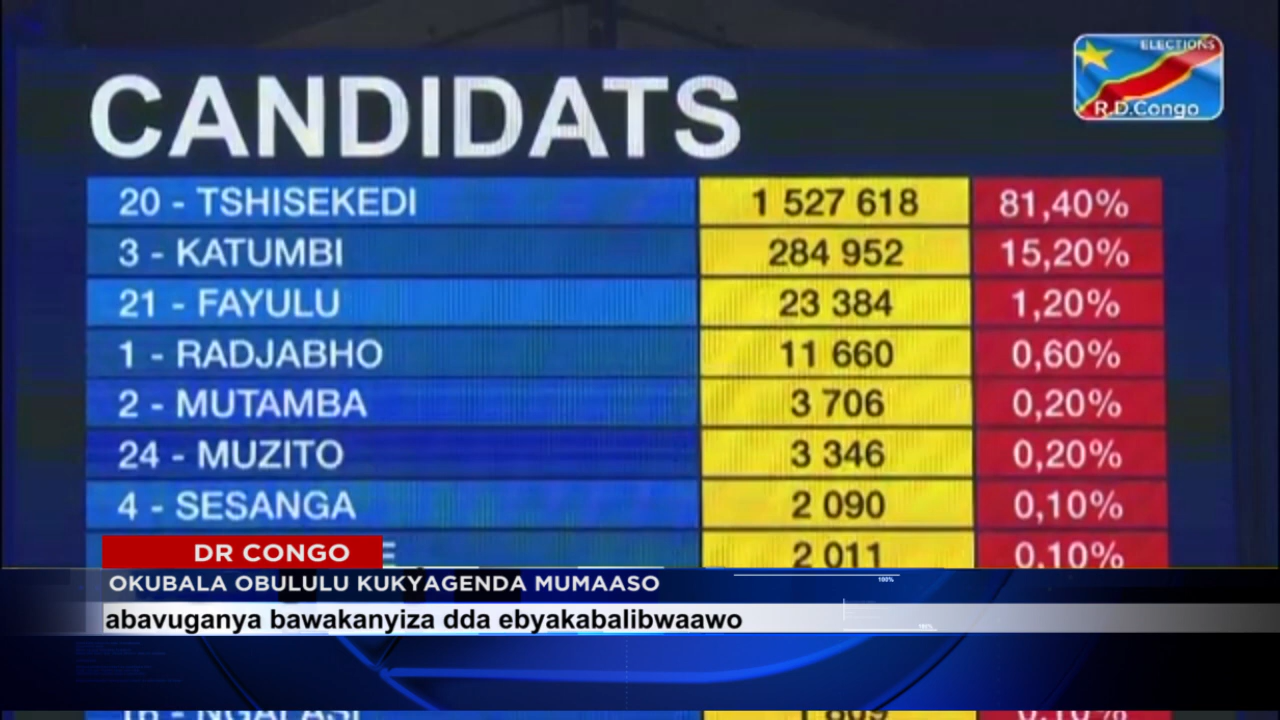 ELECTIONS
R.D.Congo
CANDIDATS
20 - TSHISEKEDI 1 527 618 81,40%
3 - KATUMBI 284 952 15,20%
21 - FAYULU 23 384 1,20%
1 - RADJABHO 11 660 0,60%
2 - MUTAMBA 3 706 0,20%
24 - MUZITO 3 346 0,20%
4 - SESANGA 2 090 0,10%
2 011 0,10%
DR CONGO
OKUBALA OBULULU KUKYAGENDA MUMAASO
100%
abavuganya bawakanyiza dda ebyakabalibwaawo
100%